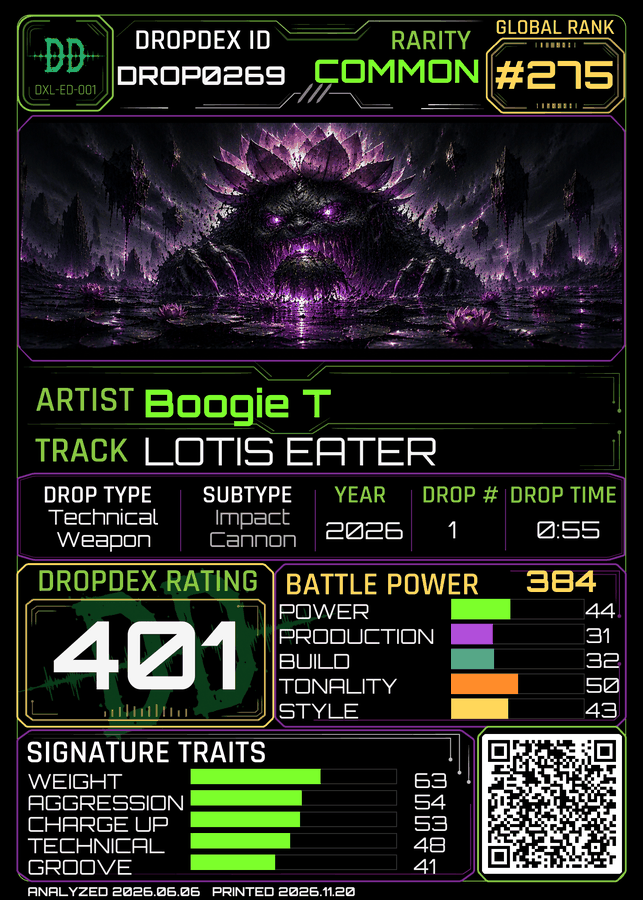 DD
DXL-ED-001
DROPDEX ID
DROP0269
RARITY
COMMON
GLOBAL RANK
#275
ARTIST Boogie T
TRACK LOTIS EATER
DROP TYPE
Technical
Weapon
SUBTYPE
Impact
Cannon
YEAR
2026
DROP #
1
DROP TIME
0:55
DROPDEX RATING
401
BATTLE POWER 384
POWER 44
PRODUCTION 31
BUILD 32
TONALITY 50
STYLE 43
SIGNATURE TRAITS
WEIGHT 63
AGGRESSION 54
CHARGE UP 53
TECHNICAL 48
GROOVE 41
ANALYZED 2026.06.06 PRINTED 2026.11.20